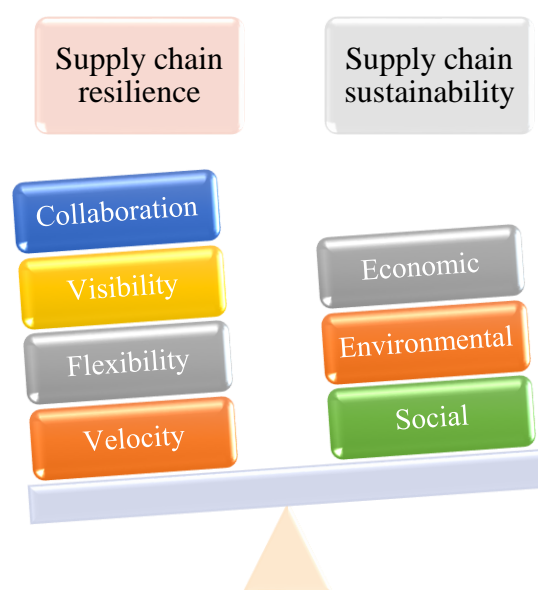 Supply chain
resilience
Supply chain
sustainability
Collaboration
Visibility
Flexibility
Velocity
Economic
Environmental
Social